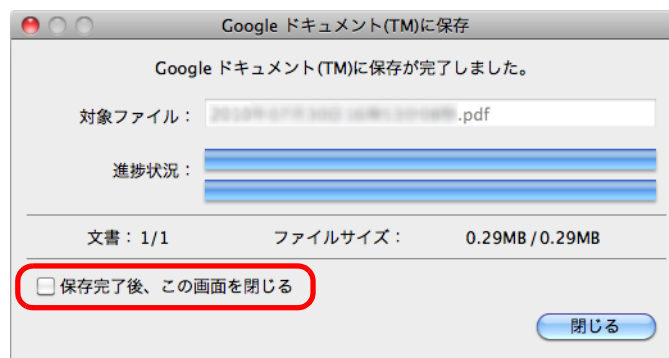 Google ドキュメント(TM)に保存
Google ドキュメント(TM)に保存が完了しました。
対象ファイル： .pdf
進捗状況：
文書：1/1 ファイルサイズ： 0.29MB / 0.29MB
保存完了後、この画面を閉じる
閉じる